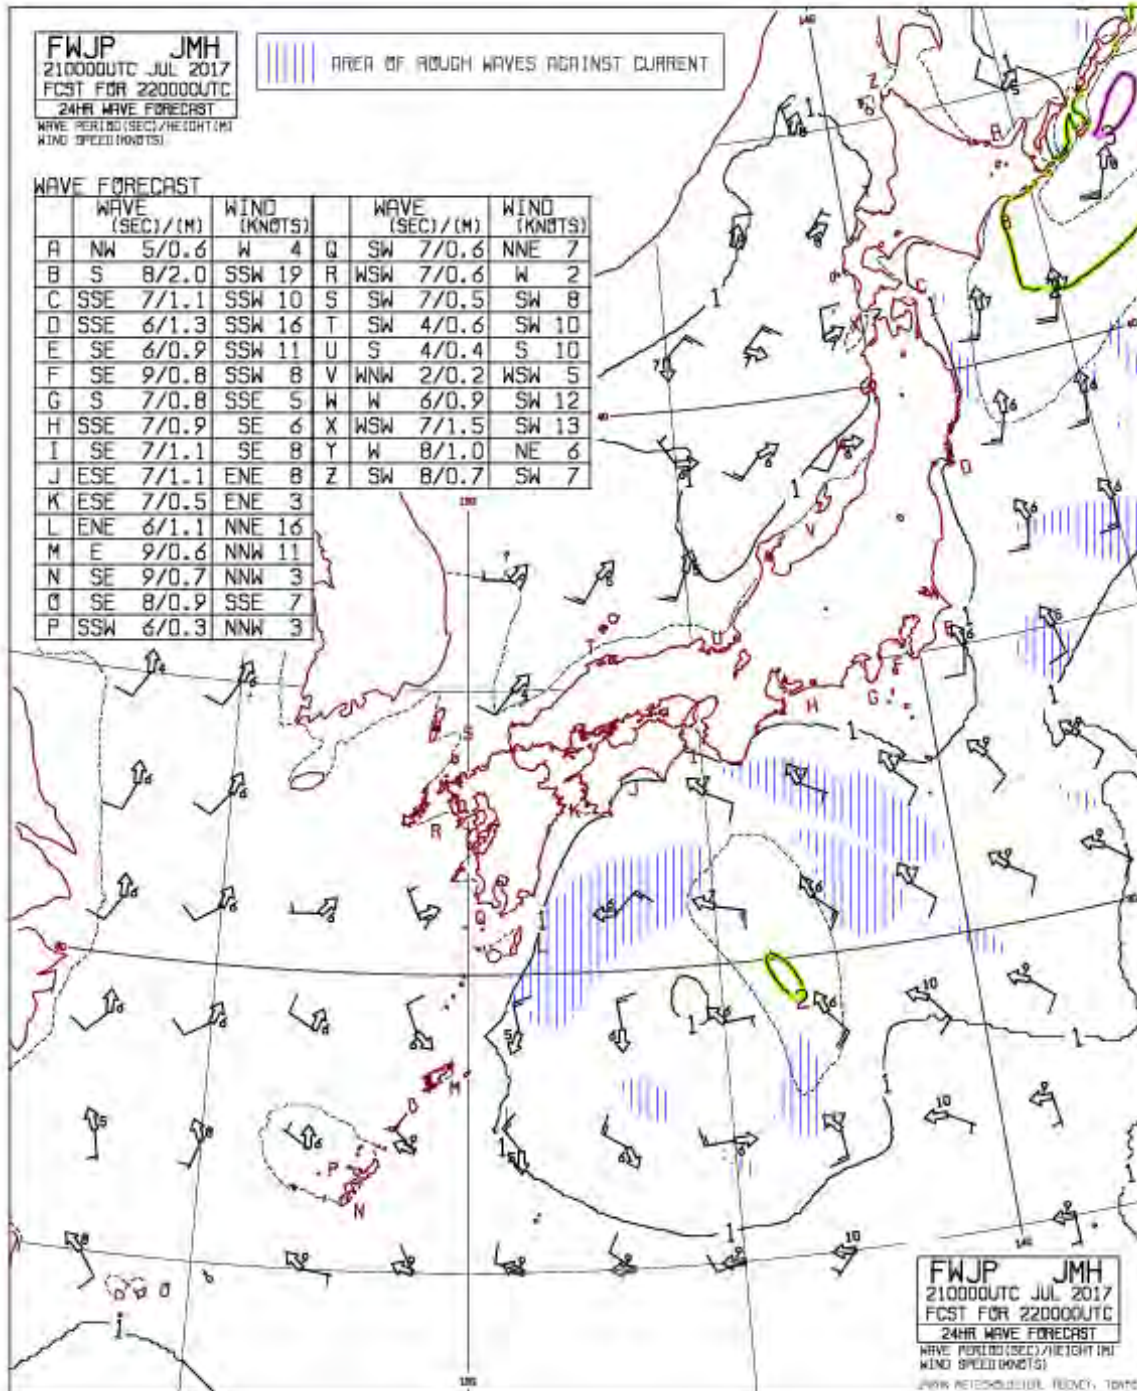 FWJP JMH
210000UTC JUL 2017
FCST FOR 220000UTC
24HR WAVE FORECAST
WAVE PERIOD(SEC)/HEIGHT(M)
WIND SPEED(KNOTS)
AREA OF ROUGH WAVES AGAINST CURRENT
WAVE FORECAST
WAVE (SEC)/(M) WIND (KNOTS) WAVE (SEC)/(M) WIND (KNOTS)
A NW 5/0.6 W 4 Q SW 7/0.6 NNE 7
B S 8/2.0 SSW 19 R WSW 7/0.6 W 2
C SSE 7/1.1 SSW 10 S SW 7/0.5 SW 8
D SSE 6/1.3 SSW 16 T SW 4/0.6 SW 10
E SE 6/0.9 SSW 11 U S 4/0.4 S 10
F SE 9/0.8 SSW 8 V WNW 2/0.2 WSW 5
G S 7/0.8 SSE 5 W W 6/0.9 SW 12
H SSE 7/0.9 SE 6 X WSW 7/1.5 SW 13
I SE 7/1.1 SE 8 Y W 8/1.0 NE 6
J ESE 7/1.1 ENE 8 Z SW 8/0.7 SW 7
K ESE 7/0.5 ENE 3
L ENE 6/1.1 NNE 16
M E 9/0.6 NNW 11
N SE 9/0.7 NNW 3
O SE 8/0.9 SSE 7
P SSW 6/0.3 NNW 3
FWJP JMH
210000UTC JUL 2017
FCST FOR 220000UTC
24HR WAVE FORECAST
WAVE PERIOD(SEC)/HEIGHT(M)
WIND SPEED(KNOTS)
JAPAN METEOROLOGICAL AGENCY, TOKYO